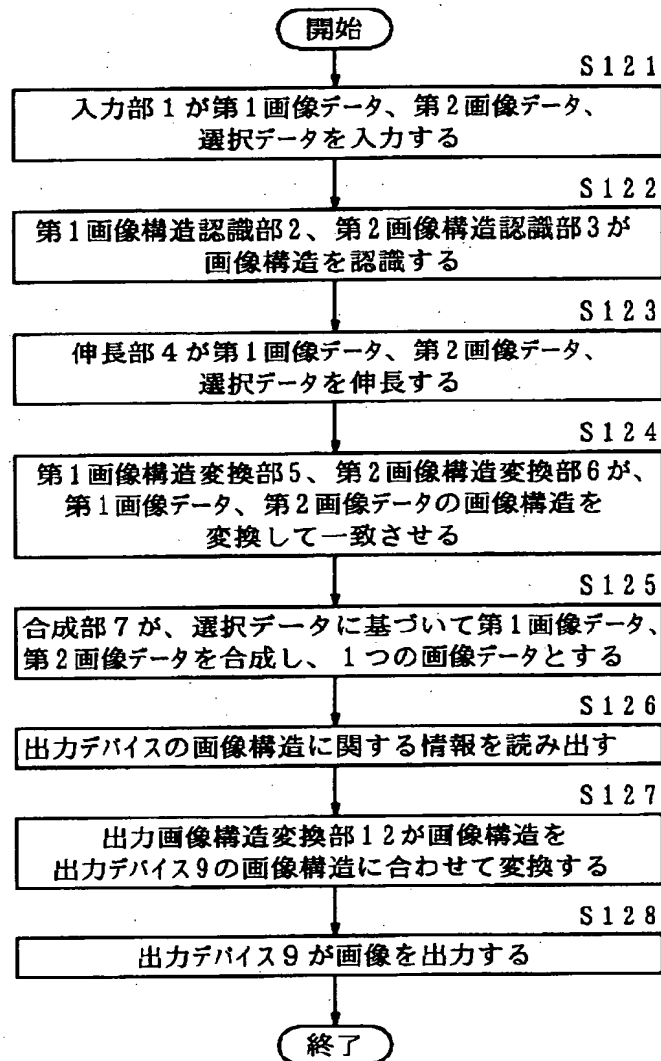 開始
S121
入力部1が第1画像データ、第2画像データ、
選択データを入力する
S122
第1画像構造認識部2、第2画像構造認識部3が
画像構造を認識する
S123
伸長部4が第1画像データ、第2画像データ、
選択データを伸長する
S124
第1画像構造変換部5、第2画像構造変換部6が、
第1画像データ、第2画像データの画像構造を
変換して一致させる
S125
合成部7が、選択データに基づいて第1画像データ、
第2画像データを合成し、1つの画像データとする
S126
出力デバイスの画像構造に関する情報を読み出す
S127
出力画像構造変換部12が画像構造を
出力デバイス9の画像構造に合わせて変換する
S128
出力デバイス9が画像を出力する
終了